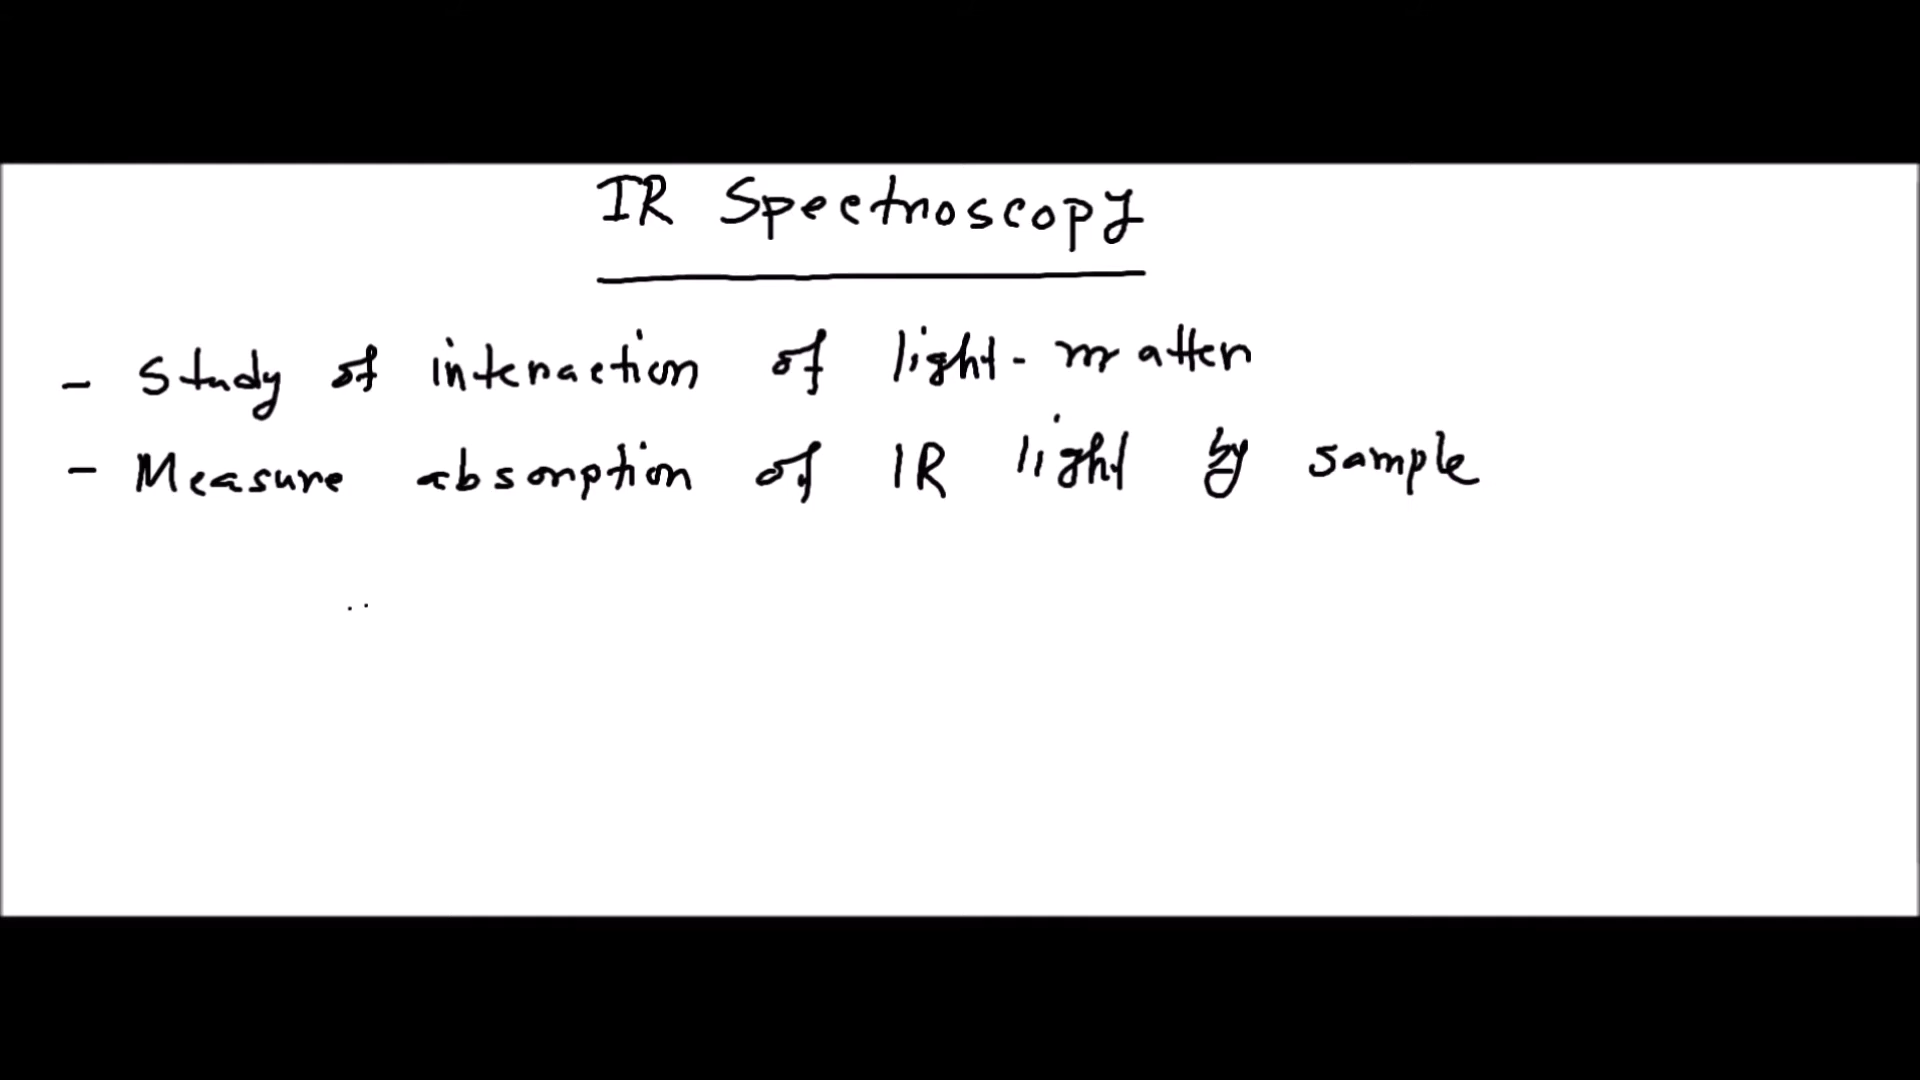 IR Spectroscopy
- Study of interaction of light-matter
- Measure absorption of IR light by sample